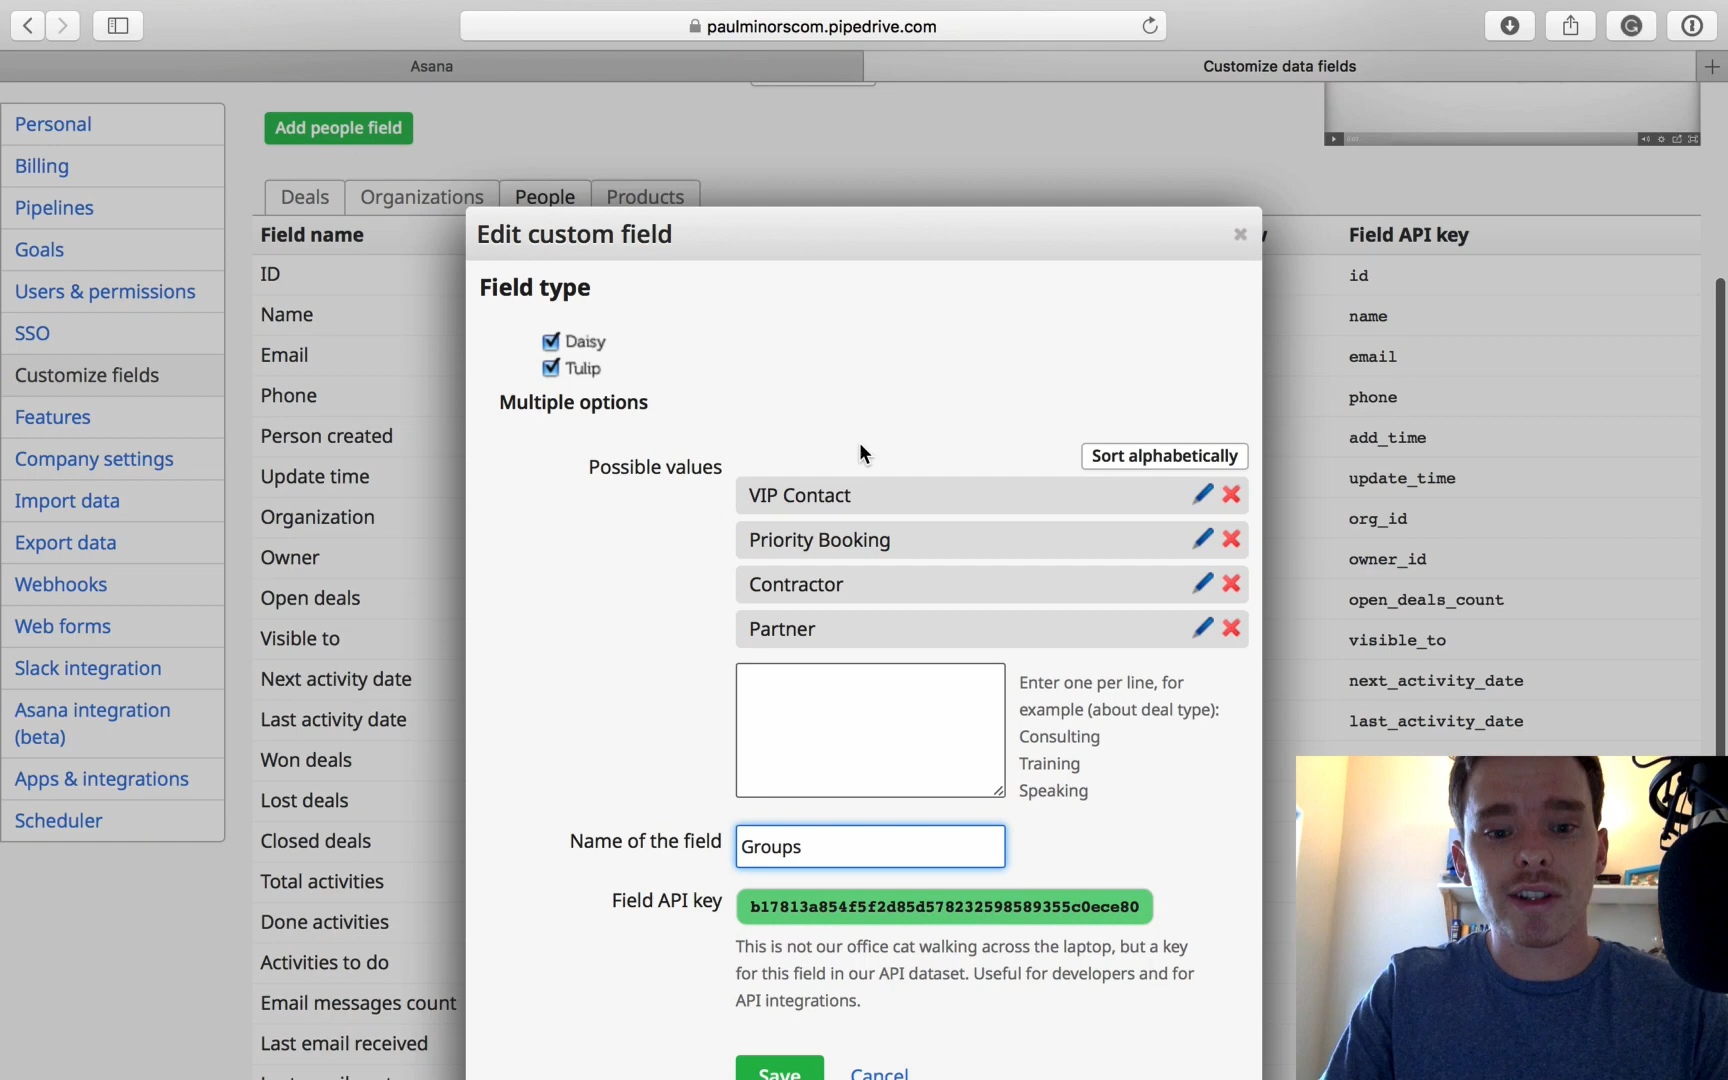 paulminorscom.pipedrive.com
Asana
Customize data fields
Personal
Billing
Pipelines
Goals
Users & permissions
SSO
Customize fields
Features
Company settings
Import data
Export data
Webhooks
Web forms
Slack integration
Asana integration
(beta)
Apps & integrations
Scheduler
Add people field
Deals
Organizations
People
Products
Field name
ID
Name
Email
Phone
Person created
Update time
Organization
Owner
Open deals
Visible to
Next activity date
Last activity date
Won deals
Lost deals
Closed deals
Total activities
Done activities
Activities to do
Email messages count
Last email received
Edit custom field
Field type
Daisy
Tulip
Multiple options
Possible values
Sort alphabetically
VIP Contact
Priority Booking
Contractor
Partner
Enter one per line, for
example (about deal type):
Consulting
Training
Speaking
Name of the field
Groups
Field API key
b17813a854f5f2d85d578232598589355c0ece80
This is not our office cat walking across the laptop, but a key
for this field in our API dataset. Useful for developers and for
API integrations.
Save
Cancel
Field API key
id
name
email
phone
add_time
update_time
org_id
owner_id
open_deals_count
visible_to
next_activity_date
last_activity_date